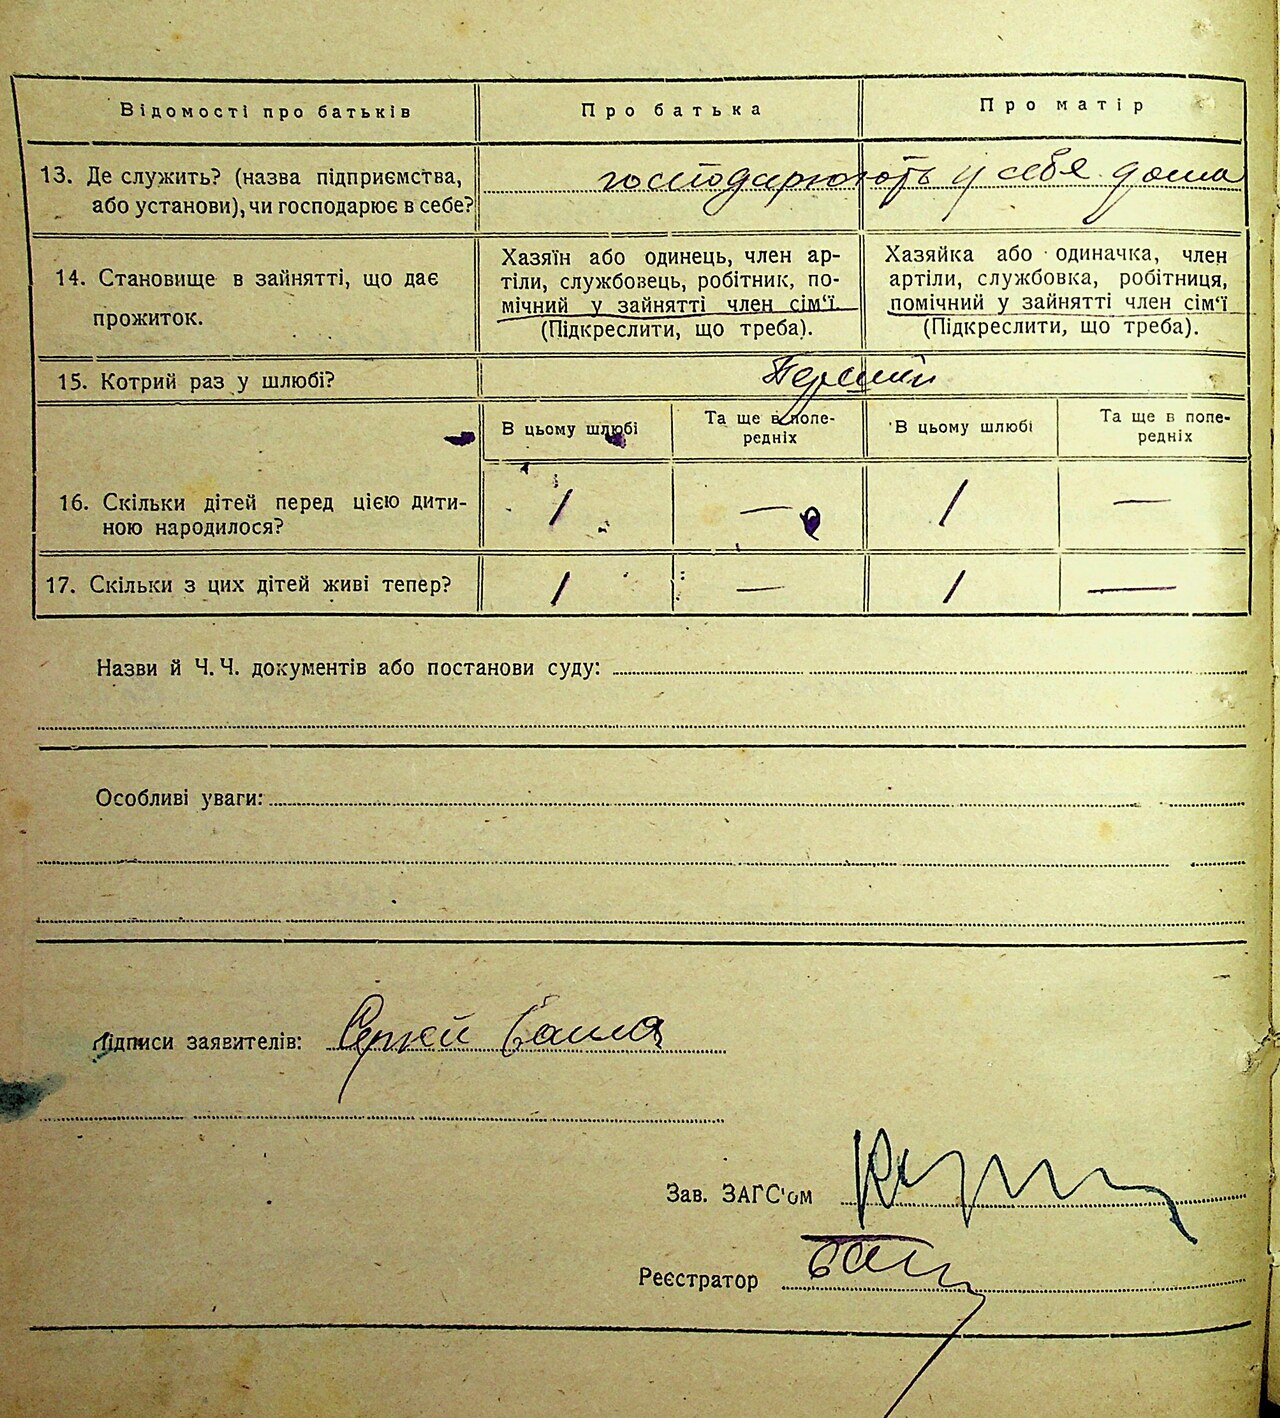 Відомості про батьків
Про батька
Про матір
13. Де служить? (назва підприємства,
або установи), чи господарює в себе?
господарюють у себе дома
14. Становище в зайнятті, що дає
прожиток.
Хазяїн або одинець, член ар-
тіли, службовець, робітник, по-
мічний у зайнятті член сім‘ї.
(Підкреслити, що треба).
Хазяйка або одиначка, член
артіли, службовка, робітниця,
помічний у зайнятті член сім‘ї
(Підкреслити, що треба).
15. Котрий раз у шлюбі?
Перший
В цьому шлюбі
Та ще в попе-
редніх
В цьому шлюбі
Та ще в попе-
редніх
16. Скільки дітей перед цією дити-
ною народилося?
1 — 1 —
17. Скільки з цих дітей живі тепер?
1 — 1 —
Назви й Ч. Ч. документів або постанови суду:
Особливі уваги:
Підписи заявителів:
Зав. ЗАГС'ом
Реєстратор